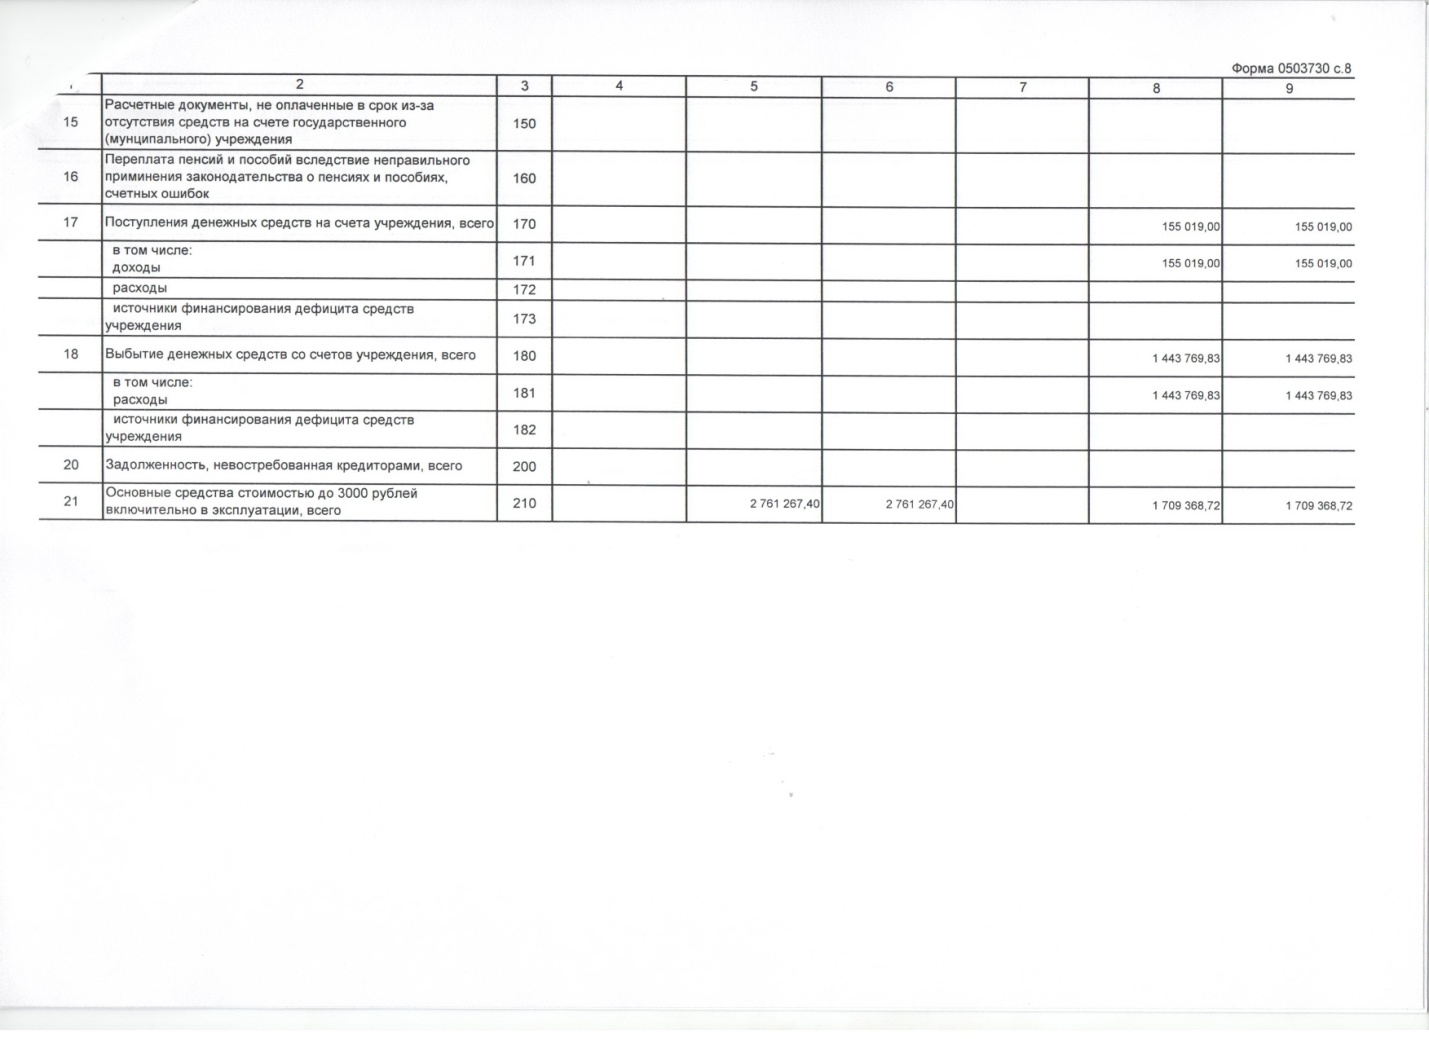 Форма 0503730 с.8
2 3 4 5 6 7 8 9
Расчетные документы, не оплаченные в срок из-за
15 отсутствия средств на счете государственного 150
(мунципального) учреждения
Переплата пенсий и пособий вследствие неправильного
16 приминения законодательства о пенсиях и пособиях, 160
счетных ошибок
17 Поступления денежных средств на счета учреждения, всего 170 155 019,00 155 019,00
в том числе:
доходы 171 155 019,00 155 019,00
расходы 172
источники финансирования дефицита средств
учреждения 173
18 Выбытие денежных средств со счетов учреждения, всего 180 1 443 769,83 1 443 769,83
в том числе:
расходы 181 1 443 769,83 1 443 769,83
источники финансирования дефицита средств
учреждения 182
20 Задолженность, невостребованная кредиторами, всего 200
Основные средства стоимостью до 3000 рублей
21 включительно в эксплуатации, всего 210 2 761 267,40 2 761 267,40 1 709 368,72 1 709 368,72